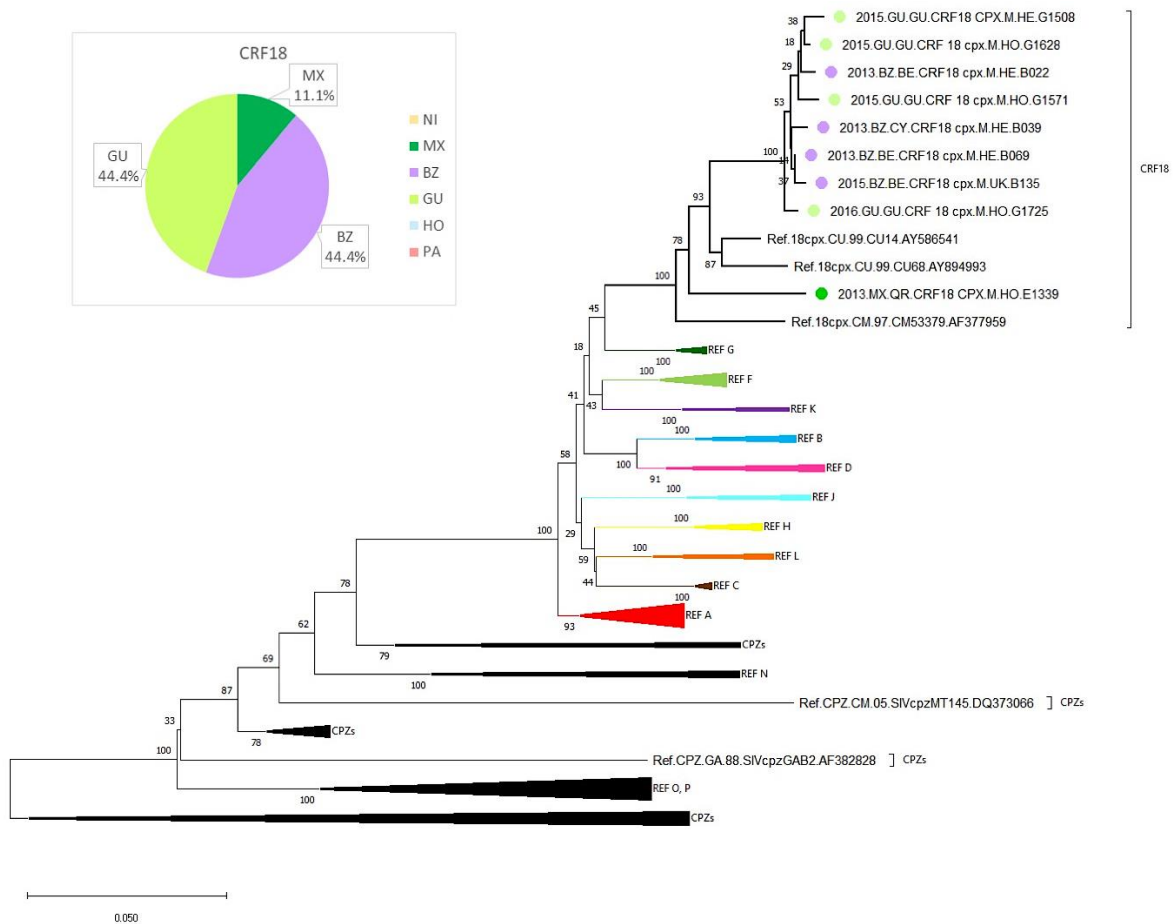 CRF18
MX
11.1%
GU
44.4%
BZ
44.4%
NI
MX
BZ
GU
HO
PA
38
2015.GU.GU.CRF18 CPX.M.HE.G1508
18
2015.GU.GU.CRF 18 cpx.M.HO.G1628
29
2013.BZ.BE.CRF18 cpx.M.HE.B022
2015.GU.GU.CRF 18 cpx.M.HO.G1571
53
2013.BZ.CY.CRF18 cpx.M.HE.B039
100
14
2013.BZ.BE.CRF18 cpx.M.HE.B069
37
2015.BZ.BE.CRF18 cpx.M.UK.B135
2016.GU.GU.CRF 18 cpx.M.HO.G1725
CRF18
93
Ref.18cpx.CU.99.CU14.AY586541
78
87
Ref.18cpx.CU.99.CU68.AY894993
100
2013.MX.QR.CRF18 CPX.M.HO.E1339
Ref.18cpx.CM.97.CM53379.AF377959
45
REF G
100
18
100
REF F
41
43
REF K
100
100
REF B
58
100
REF D
91
100
REF J
100
29
100
REF H
59
100
REF L
44
REF C
100
REF A
93
78
CPZs
79
62
REF N
100
69
Ref.CPZ.CM.05.SIVcpzMT145.DQ373066
CPZs
87
CPZs
78
33
Ref.CPZ.GA.88.SIVcpzGAB2.AF382828
CPZs
100
REF O, P
100
CPZs
0.050